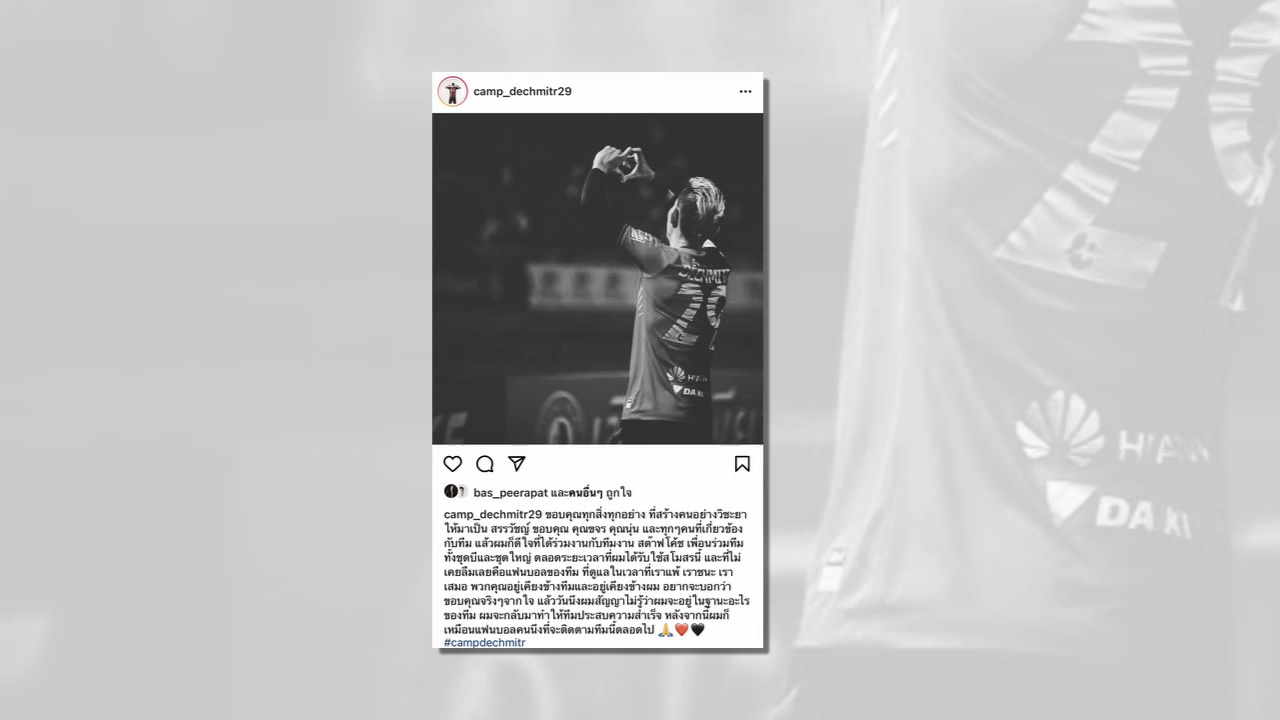 camp_dechmitr29
DECHMIT
29
DAIKI
bas_peerapat และคนอื่นๆ ถูกใจ
camp_dechmitr29 ขอบคุณทุกสิ่งทุกอย่าง ที่สร้างคนอย่างวิชะยา
ให้มาเป็น สรรวัชญ์ ขอบคุณ คุณขจร คุณนุ่น และทุกๆคนที่เกี่ยวข้อง
กับทีม แล้วผมก็ดีใจที่ได้ร่วมงานกับทีมงาน สต๊าฟโค้ช เพื่อนร่วมทีม
ทั้งชุดบีและชุดใหญ่ ตลอดระยะเวลาที่ผมได้รับใช้สโมสรนี้ และที่ไม่
เคยลืมเลยคือแฟนบอลของทีม ที่ดูแลในเวลาที่เราแพ้ เราชนะ เรา
เสมอ พวกคุณอยู่เคียงข้างทีมและอยู่เคียงข้างผม อยากจะบอกว่า
ขอบคุณจริงๆจากใจ แล้ววันนึงผมสัญญาไม่รู้ว่าผมจะอยู่ในฐานะอะไร
ของทีม ผมจะกลับมาทำให้ทีมประสบความสำเร็จ หลังจากนี้ผมก็
เหมือนแฟนบอลคนนึงที่จะติดตามทีมนี้ตลอดไป 🙏❤️🖤
#campdechmitr